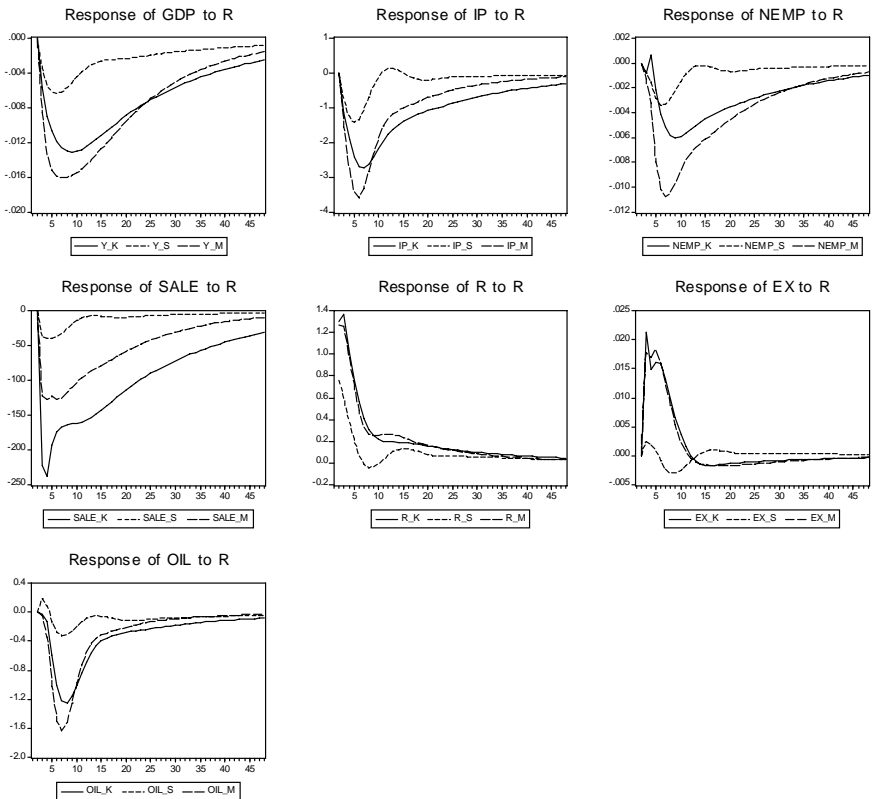 Response of GDP to R
.000
-.004
-.008
-.012
-.016
-.020
5 10 15 20 25 30 35 40 45
Y_K Y_S Y_M
Response of IP to R
1
0
-1
-2
-3
-4
5 10 15 20 25 30 35 40 45
IP_K IP_S IP_M
Response of NEMP to R
.002
.000
-.002
-.004
-.006
-.008
-.010
-.012
5 10 15 20 25 30 35 40 45
NEMP_K NEMP_S NEMP_M
Response of SALE to R
0
-50
-100
-150
-200
-250
5 10 15 20 25 30 35 40 45
SALE_K SALE_S SALE_M
Response of R to R
1.4
1.2
1.0
0.8
0.6
0.4
0.2
0.0
-0.2
5 10 15 20 25 30 35 40 45
R_K R_S R_M
Response of EX to R
.025
.020
.015
.010
.005
.000
-.005
5 10 15 20 25 30 35 40 45
EX_K EX_S EX_M
Response of OIL to R
0.4
0.0
-0.4
-0.8
-1.2
-1.6
-2.0
5 10 15 20 25 30 35 40 45
OIL_K OIL_S OIL_M